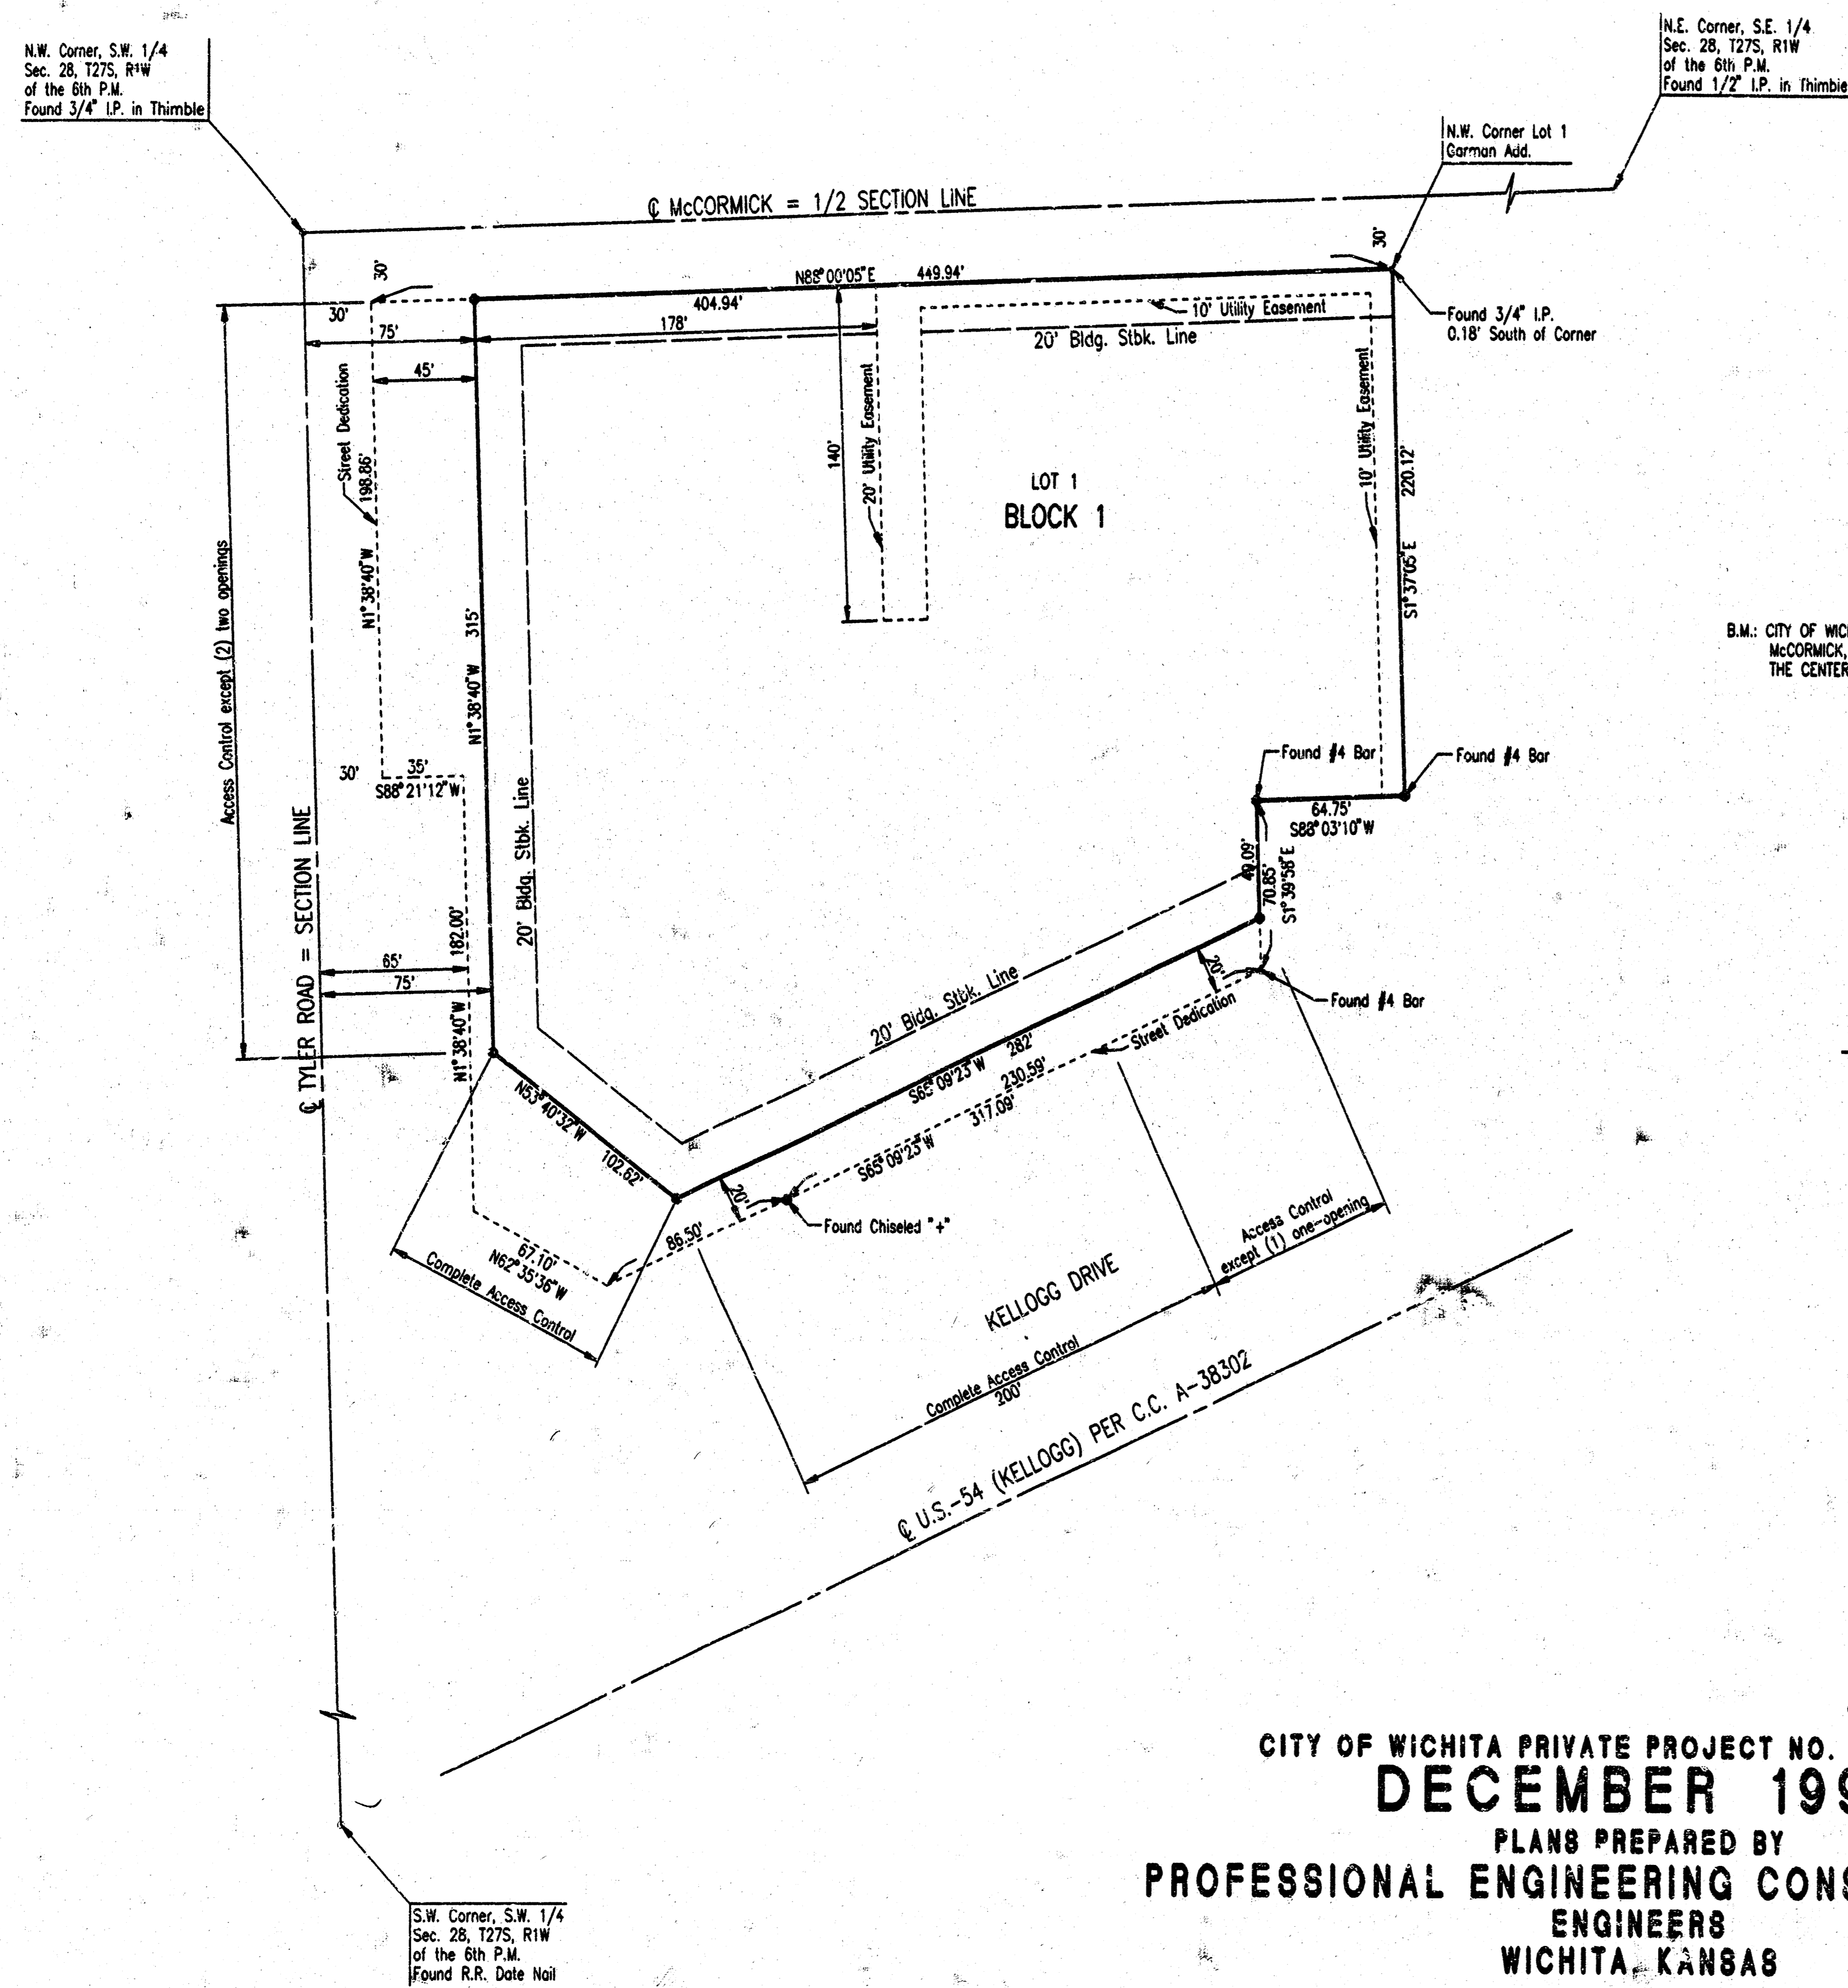 N.W. Corner, S.W. 1/4
Sec. 28, T27S, R1W
of the 6th P.M.
Found 3/4" I.P. in Thimble
N.E. Corner, S.E. 1/4
Sec. 28, T27S, R1W
of the 6th P.M.
Found 1/2" I.P. in Thimble
N.W. Corner Lot 1
Garman Add.
℄ McCORMICK = 1/2 SECTION LINE
30'
30'
N88°00'05"E 449.94'
404.94'
30'
75'
178'
45'
10' Utility Easement
20' Bldg. Stbk. Line
Found 3/4" I.P.
0.18' South of Corner
Street Dedication
198.86'
N1°38'40"W
140'
20' Utility Easement
10' Utility Easement
220.12'
S1°37'05"E
LOT 1
BLOCK 1
Access Control except (2) two openings
315'
N1°38'40"W
B.M.: CITY OF WIC
McCORMICK,
THE CENTER
30'
35'
S88°21'12"W
Found #4 Bar
Found #4 Bar
64.75'
S88°03'10"W
20' Bldg. Stbk. Line
℄ TYLER ROAD = SECTION LINE
49.09'
70.85'
S1°39'58"E
182.00'
65'
75'
N1°38'40"W
20' Bldg. Stbk. Line
20'
Found #4 Bar
Street Dedication
S65°09'23"W 282'
230.59'
S65°09'23"W 317.09'
N53°40'32"W 102.62'
20'
Found Chiseled "+"
86.50'
67.10'
N62°35'36"W
Complete Access Control
Access Control
except (1) one-opening
KELLOGG DRIVE
Complete Access Control
200'
℄ U.S.-54 (KELLOGG) PER C.C. A-38302
CITY OF WICHITA PRIVATE PROJECT NO.
DECEMBER 199
PLANS PREPARED BY
PROFESSIONAL ENGINEERING CONS
ENGINEERS
WICHITA, KANSAS
S.W. Corner, S.W. 1/4
Sec. 28, T27S, R1W
of the 6th P.M.
Found R.R. Date Nail